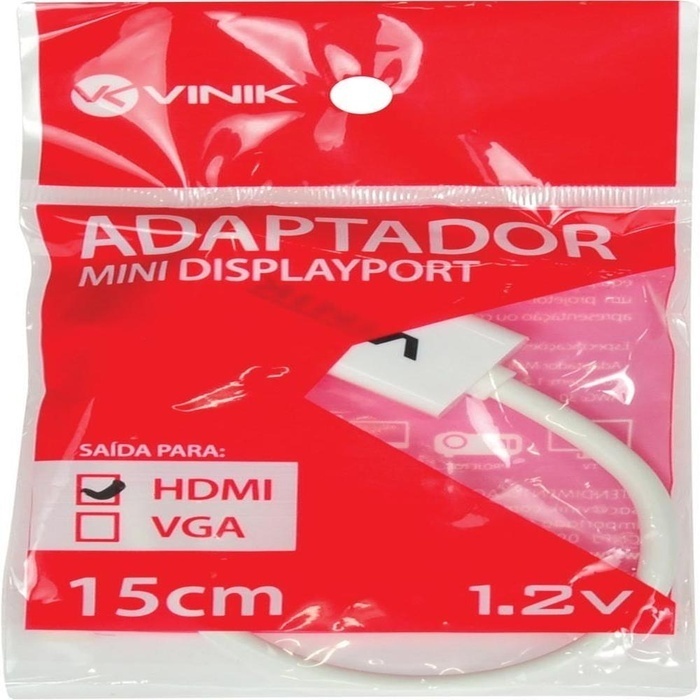 VINIK
ADAPTADOR
MINI DISPLAYPORT
SAÍDA PARA:
HDMI
VGA
15cm
1.2V